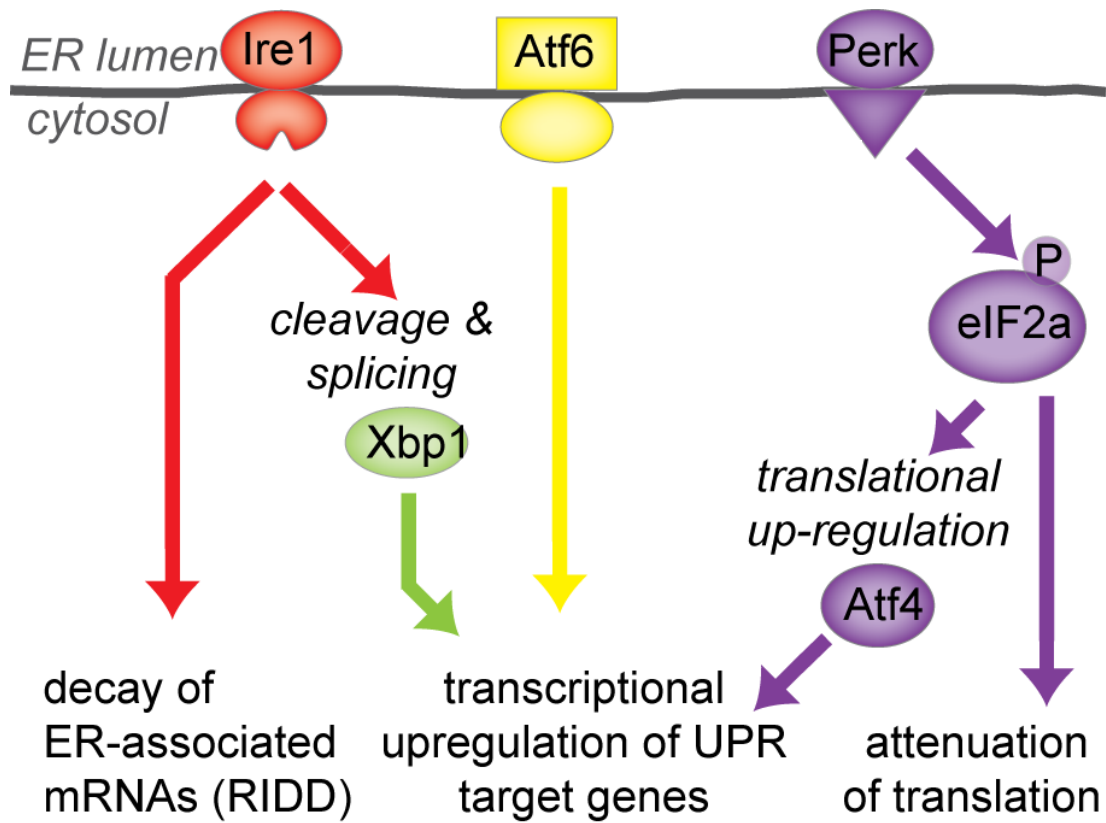 ER lumen
cytosol
Ire1
Atf6
Perk
P
eIF2a
cleavage &
splicing
Xbp1
translational
up-regulation
Atf4
decay of
ER-associated
mRNAs (RIDD)
transcriptional
upregulation of UPR
target genes
attenuation
of translation